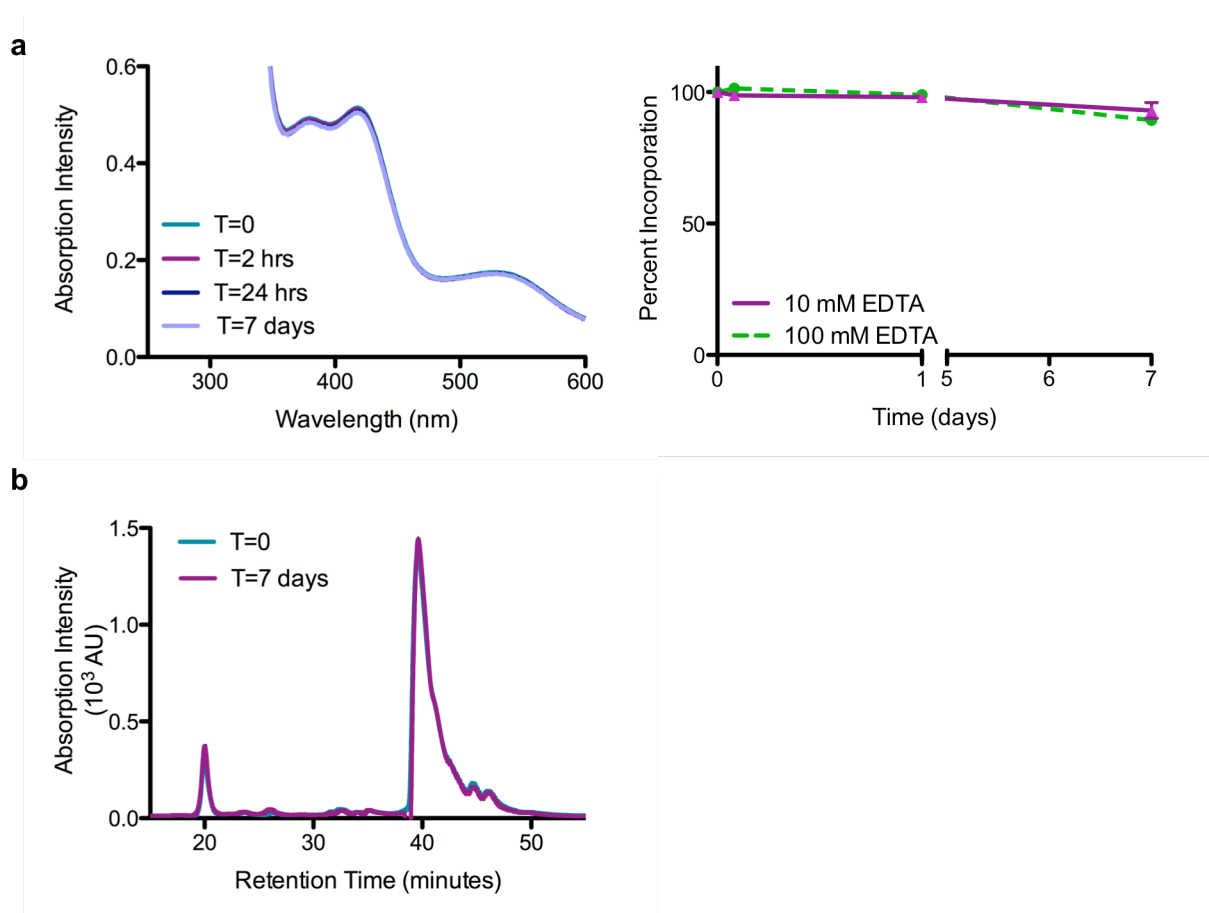 a
0.6
0.4
0.2
0.0
Absorption Intensity
T=0
T=2 hrs
T=24 hrs
T=7 days
300 400 500 600
Wavelength (nm)
100
50
0
Percent Incorporation
10 mM EDTA
100 mM EDTA
0 1 5 6 7
Time (days)
b
1.5
1.0
0.5
0.0
Absorption Intensity
(10³ AU)
T=0
T=7 days
20 30 40 50
Retention Time (minutes)